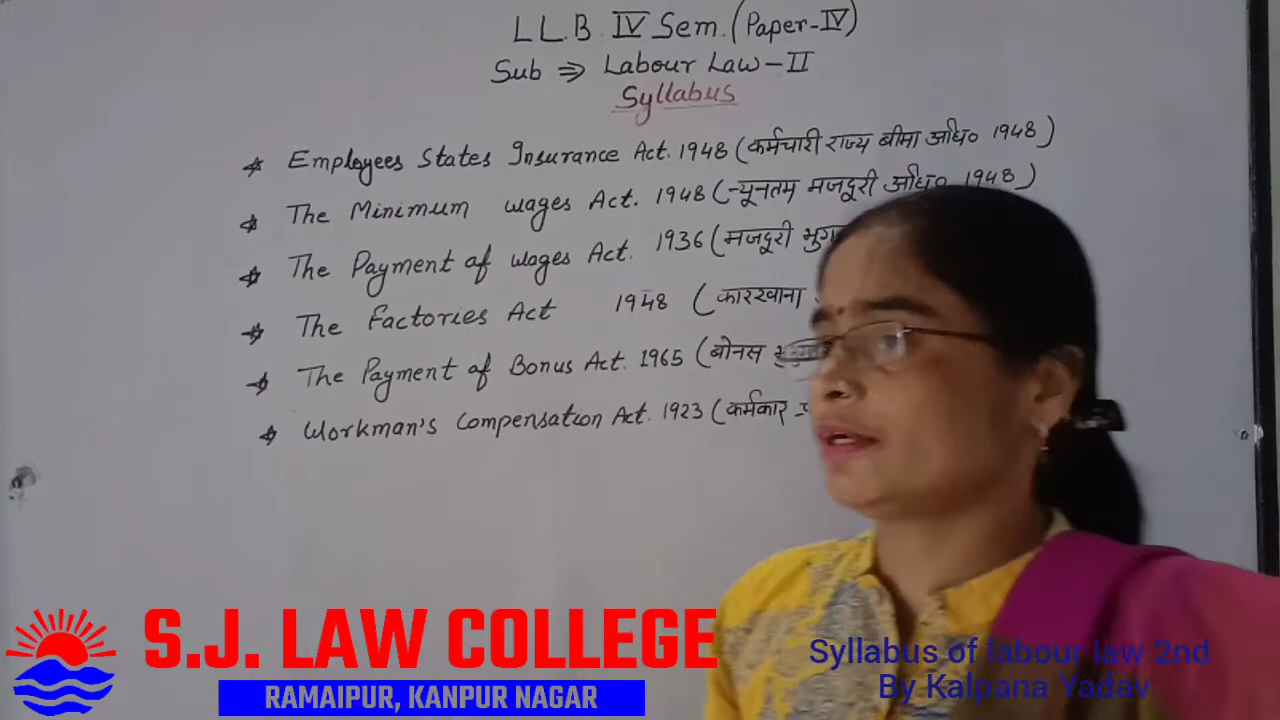 LL.B. IV Sem. (Paper-IV)
Sub ⇒ Labour Law-II
Syllabus
Employees States Insurance Act. 1948 (कर्मचारी राज्य बीमा अधि० 1948)
The Minimum wages Act. 1948 (न्यूनतम मजदूरी अधि० 1948)
The Payment of wages Act. 1936 (मजदूरी
The Factories Act 1948 (कारखाना
The Payment of Bonus Act. 1965 (बोनस
Workman's Compensation Act. 1923 (कर्मकार
S.J. LAW COLLEGE
RAMAIPUR, KANPUR NAGAR
Syllabus of labour law 2nd
By Kalpana Yadav